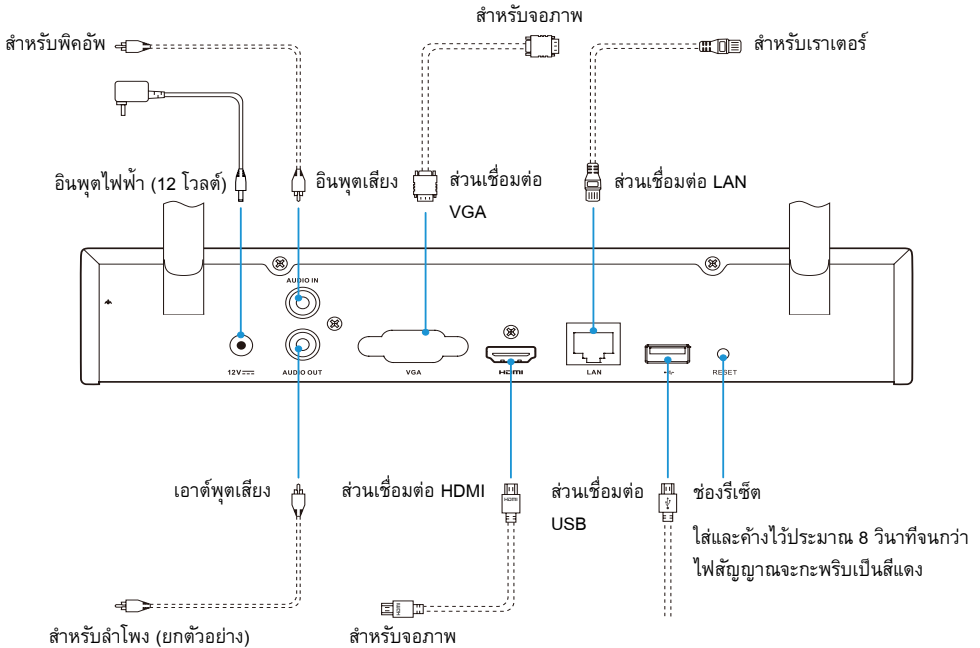 สำหรับจอภาพ
สำหรับพิคอัพ
สำหรับเราเตอร์
อินพุตไฟฟ้า (12 โวลต์)
อินพุตเสียง
ส่วนเชื่อมต่อ
VGA
ส่วนเชื่อมต่อ LAN
AUDIO IN
12V
AUDIO OUT
VGA
HDMI
LAN
RESET
เอาต์พุตเสียง
ส่วนเชื่อมต่อ HDMI
HDMI
ส่วนเชื่อมต่อ
USB
ช่องรีเซ็ต
ใส่และค้างไว้ประมาณ 8 วินาทีจนกว่า
ไฟสัญญาณจะกะพริบเป็นสีแดง
HDMI
สำหรับลำโพง (ยกตัวอย่าง)
สำหรับจอภาพ